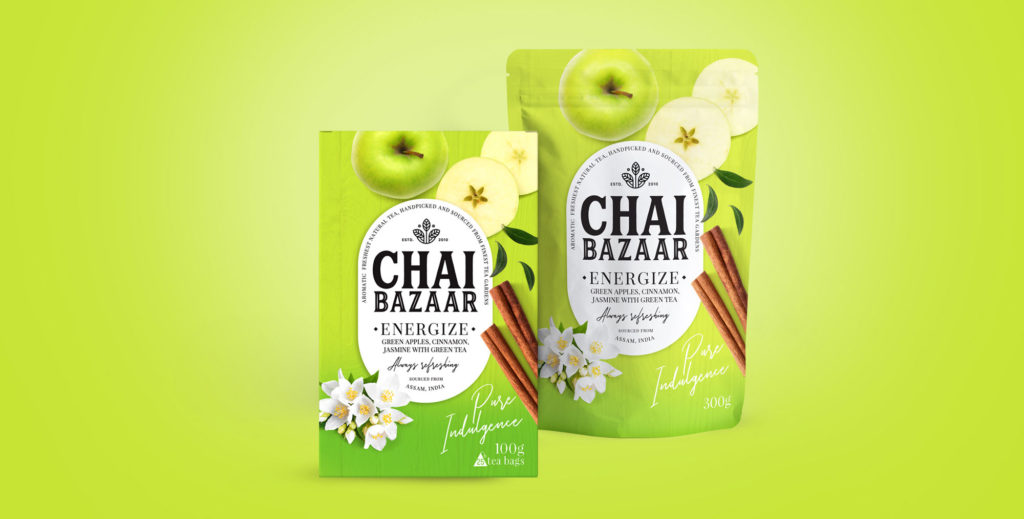 AROMATIC FRESHEST NATURAL TEA, HANDPICKED AND SOURCED FROM FINEST TEA GARDENS
ESTD. 2010
CHAI
BAZAAR
ENERGIZE
GREEN APPLES, CINNAMON,
JASMINE WITH GREEN TEA
Always refreshing
SOURCED FROM
ASSAM, INDIA
Pure
Indulgence
100g
25 tea bags
AROMATIC FRESHEST NATURAL TEA, HANDPICKED AND SOURCED FROM FINEST TEA GARDENS
ESTD. 2010
CHAI
BAZAAR
ENERGIZE
GREEN APPLES, CINNAMON,
JASMINE WITH GREEN TEA
Always refreshing
SOURCED FROM
ASSAM, INDIA
Pure
Indulgence
300g